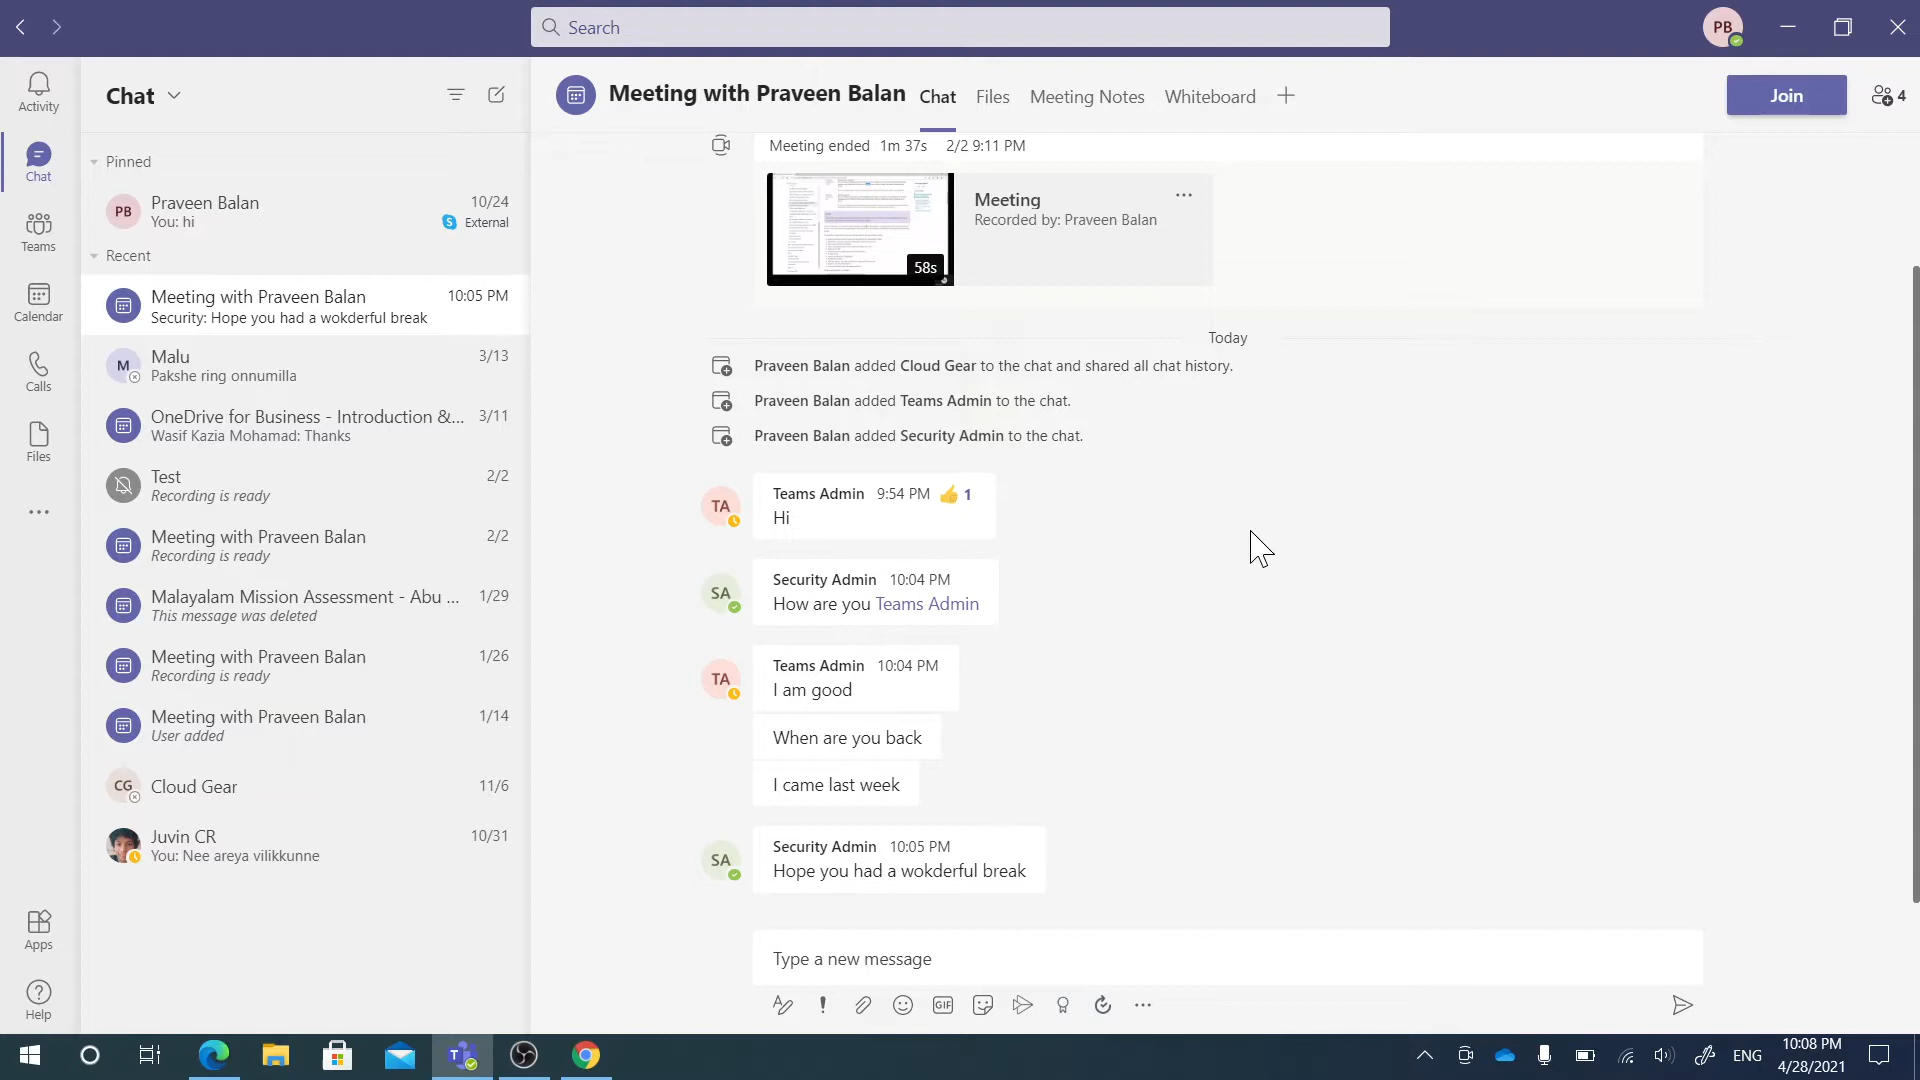 Search
PB
Activity
Chat
Teams
Calendar
Calls
Files
Apps
Help
Chat
Pinned
PB Praveen Balan 10/24
You: hi External
Recent
Meeting with Praveen Balan 10:05 PM
Security: Hope you had a wokderful break
M Malu 3/13
Pakshe ring onnumilla
OneDrive for Business - Introduction &... 3/11
Wasif Kazia Mohamad: Thanks
Test 2/2
Recording is ready
Meeting with Praveen Balan 2/2
Recording is ready
Malayalam Mission Assessment - Abu ... 1/29
This message was deleted
Meeting with Praveen Balan 1/26
Recording is ready
Meeting with Praveen Balan 1/14
User added
CG Cloud Gear 11/6
Juvin CR 10/31
You: Nee areya vilikkunne
Meeting with Praveen Balan Chat Files Meeting Notes Whiteboard
Join 4
Meeting ended 1m 37s 2/2 9:11 PM
Meeting
Recorded by: Praveen Balan
58s
Today
Praveen Balan added Cloud Gear to the chat and shared all chat history.
Praveen Balan added Teams Admin to the chat.
Praveen Balan added Security Admin to the chat.
TA Teams Admin 9:54 PM 1
Hi
SA Security Admin 10:04 PM
How are you Teams Admin
TA Teams Admin 10:04 PM
I am good
When are you back
I came last week
SA Security Admin 10:05 PM
Hope you had a wokderful break
Type a new message
GIF
ENG
10:08 PM
4/28/2021